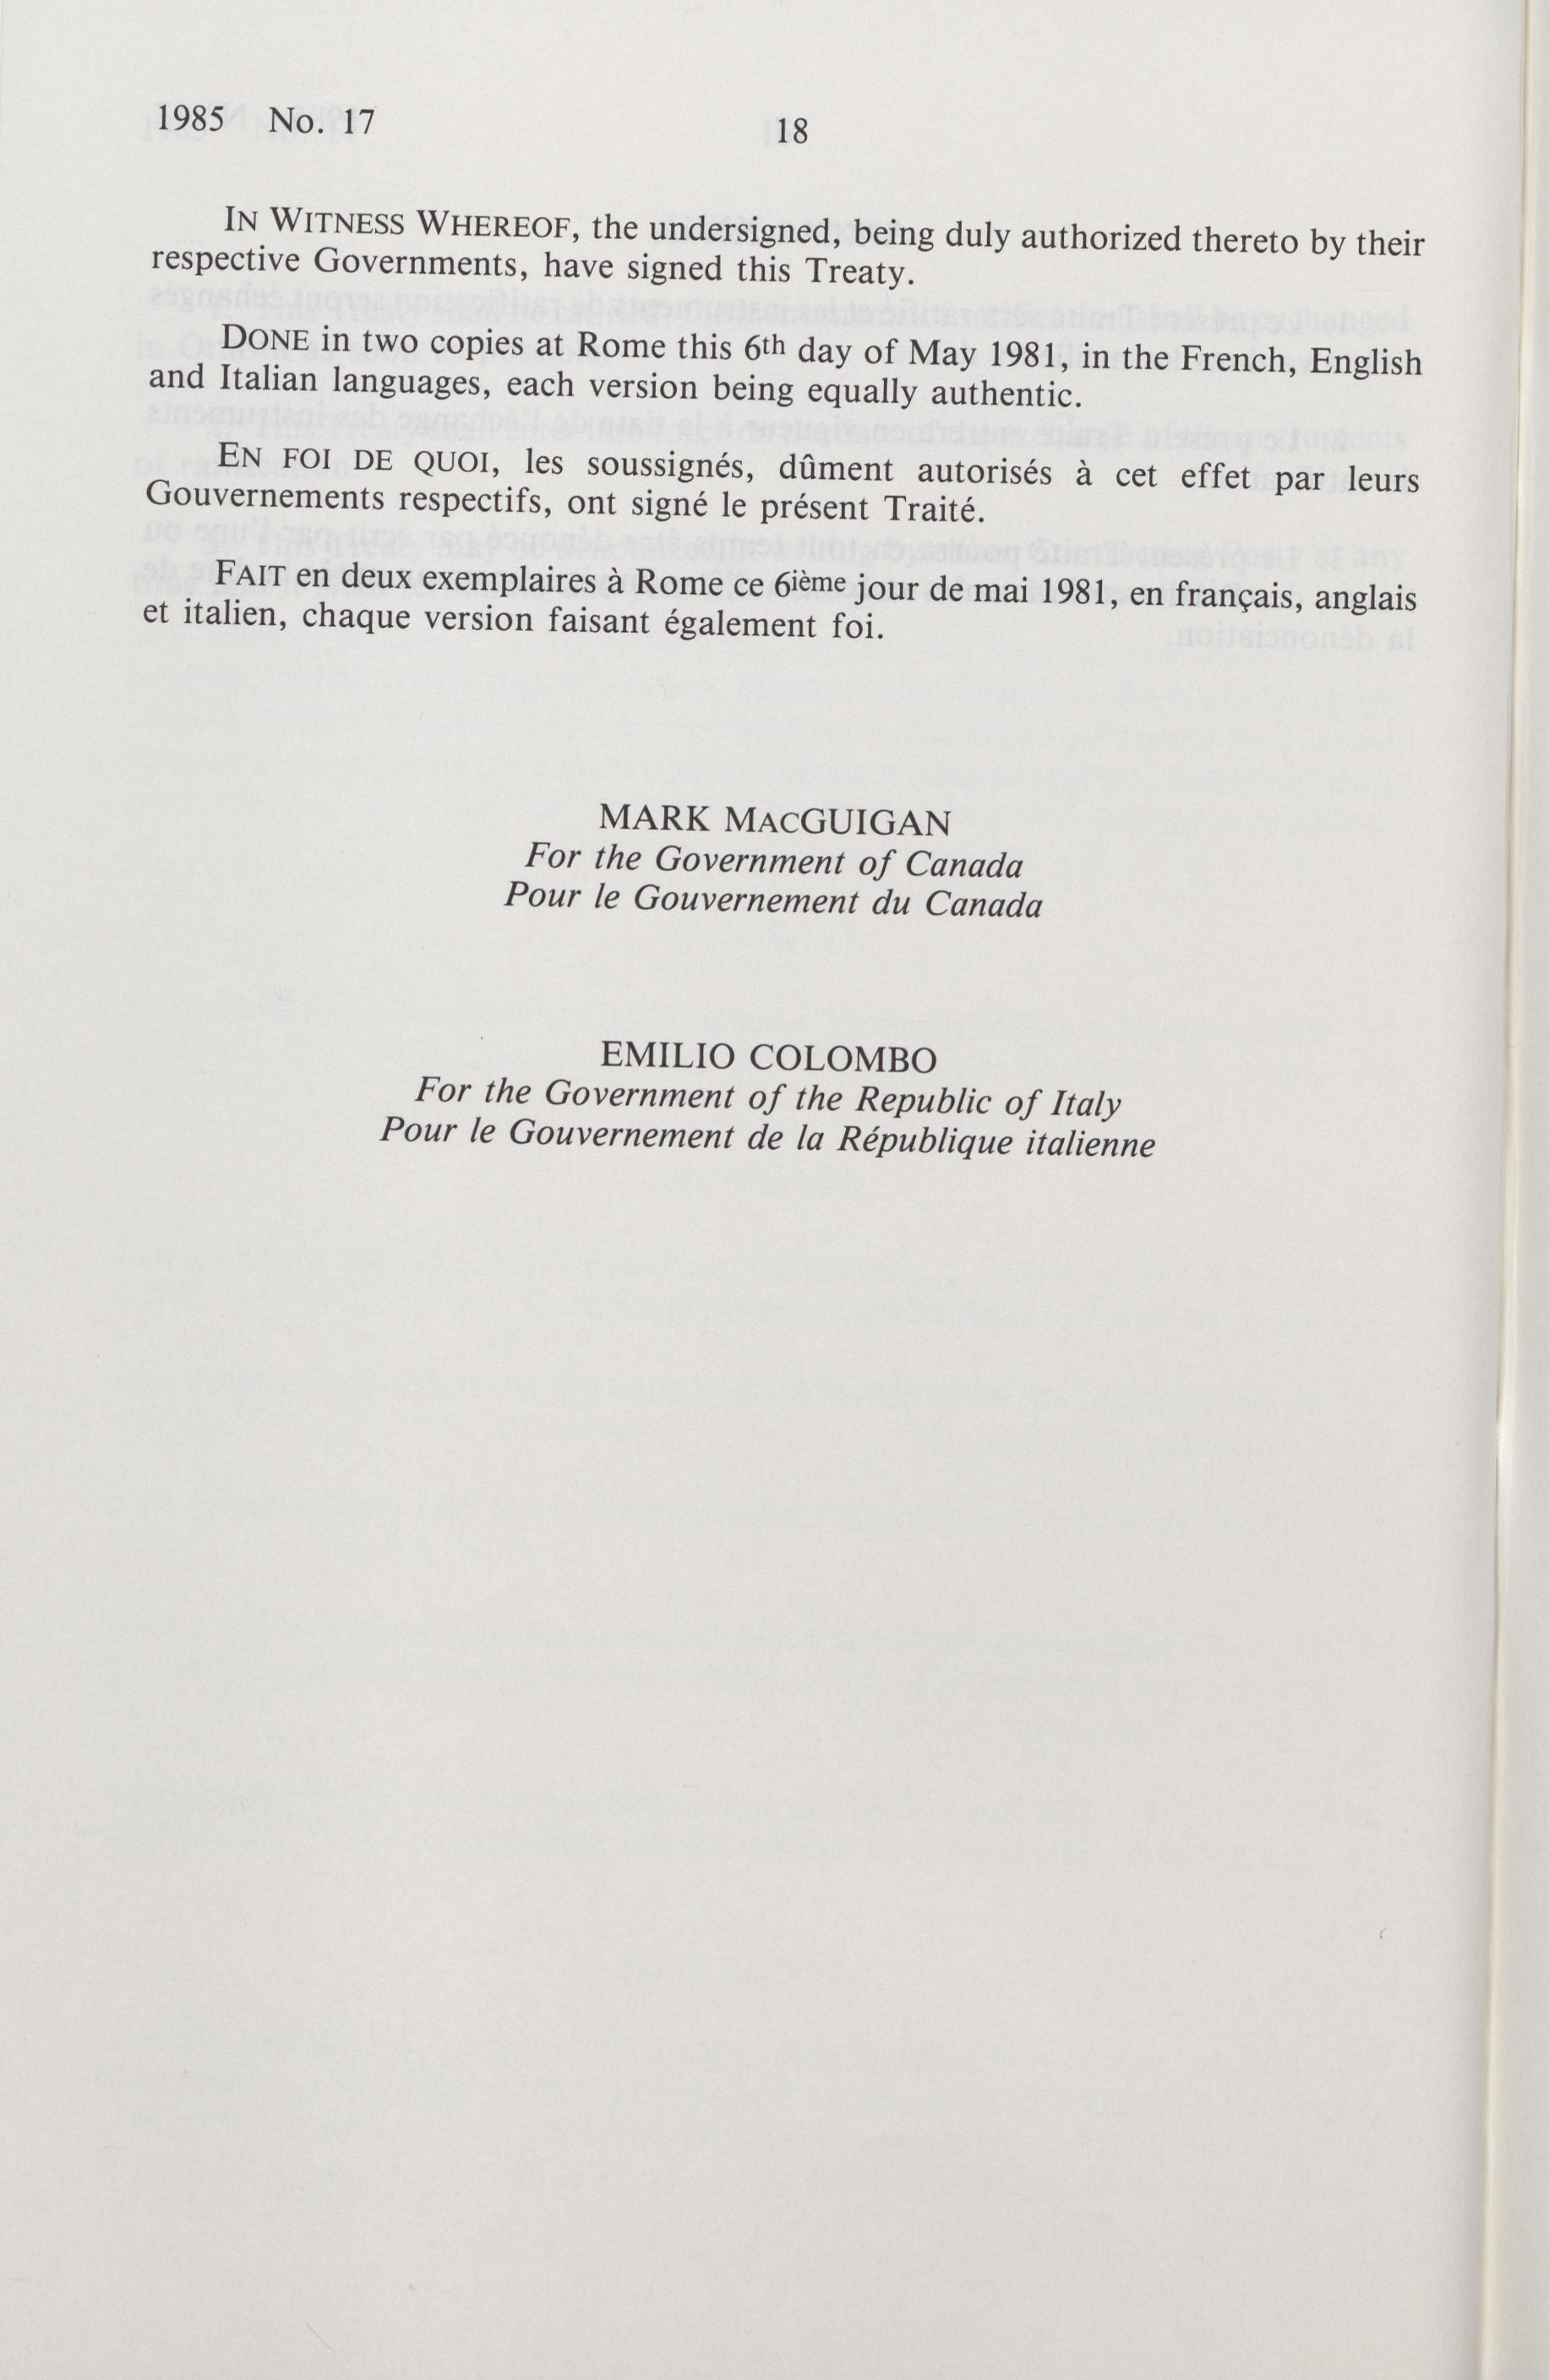 1985 No. 17
18
IN WITNESS WHEREOF, the undersigned, being duly authorized thereto by their
respective Governments, have signed this Treaty.
DONE in two copies at Rome this 6th day of May 1981, in the French, English
and Italian languages, each version being equally authentic.
EN FOI DE QUOI, les soussignés, dûment autorisés à cet effet par leurs
Gouvernements respectifs, ont signé le présent Traité.
FAIT en deux exemplaires à Rome ce 6ième jour de mai 1981, en français, anglais
et italien, chaque version faisant également foi.
MARK MACGUIGAN
For the Government of Canada
Pour le Gouvernement du Canada
EMILIO COLOMBO
For the Government of the Republic of Italy
Pour le Gouvernement de la République italienne